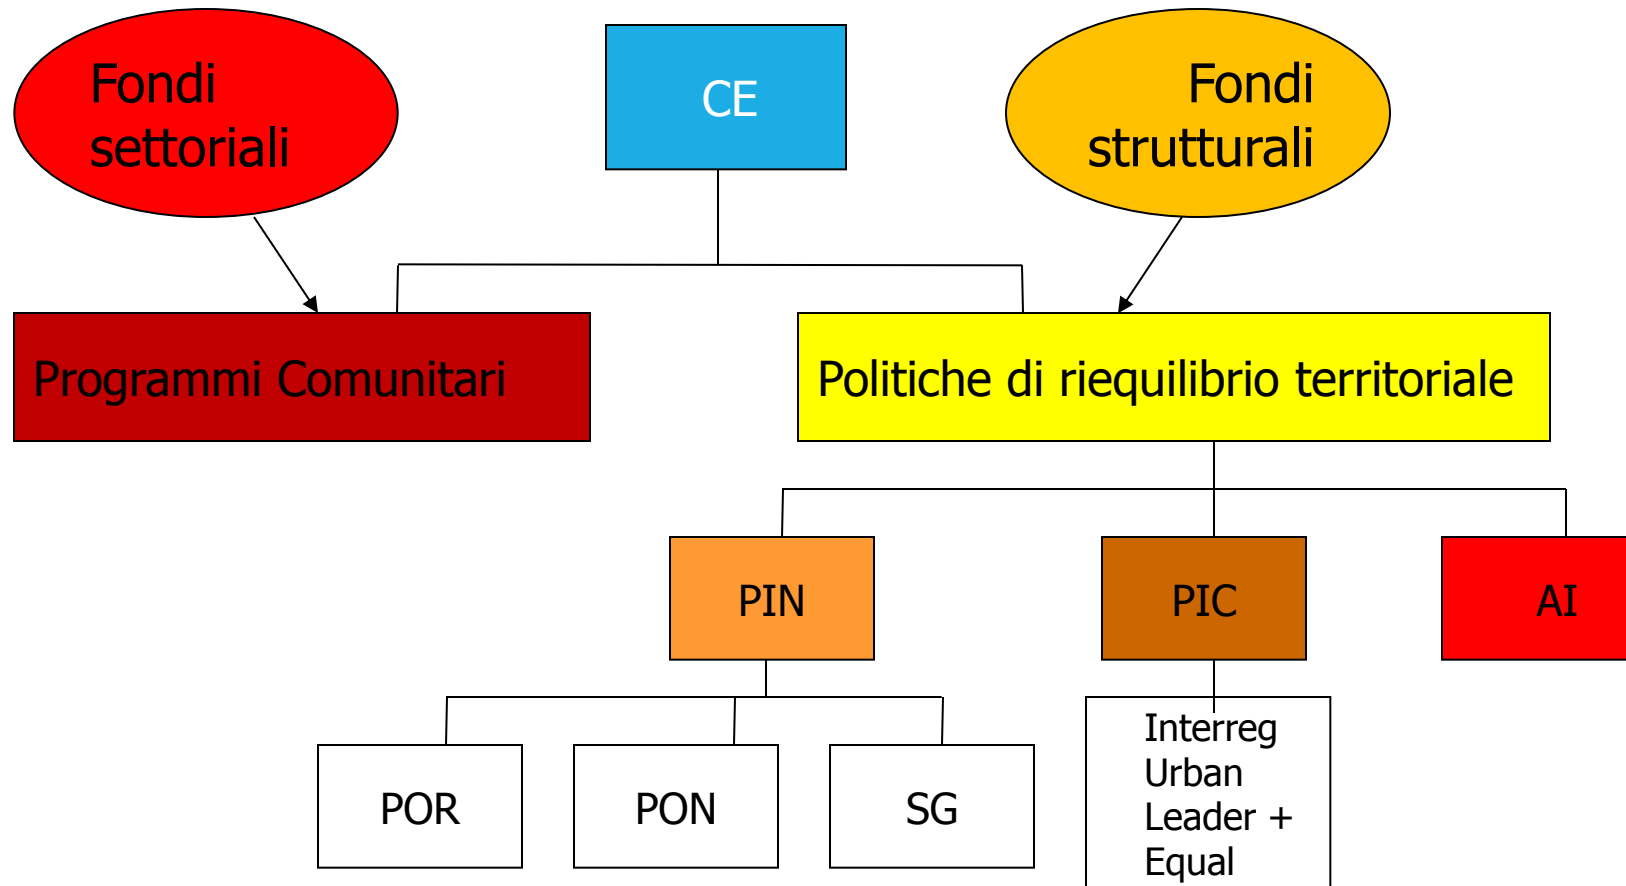 Fondi
settoriali
CE
Fondi
strutturali
Programmi Comunitari
Politiche di riequilibrio territoriale
PIN
PIC
AI
POR
PON
SG
Interreg
Urban
Leader +
Equal